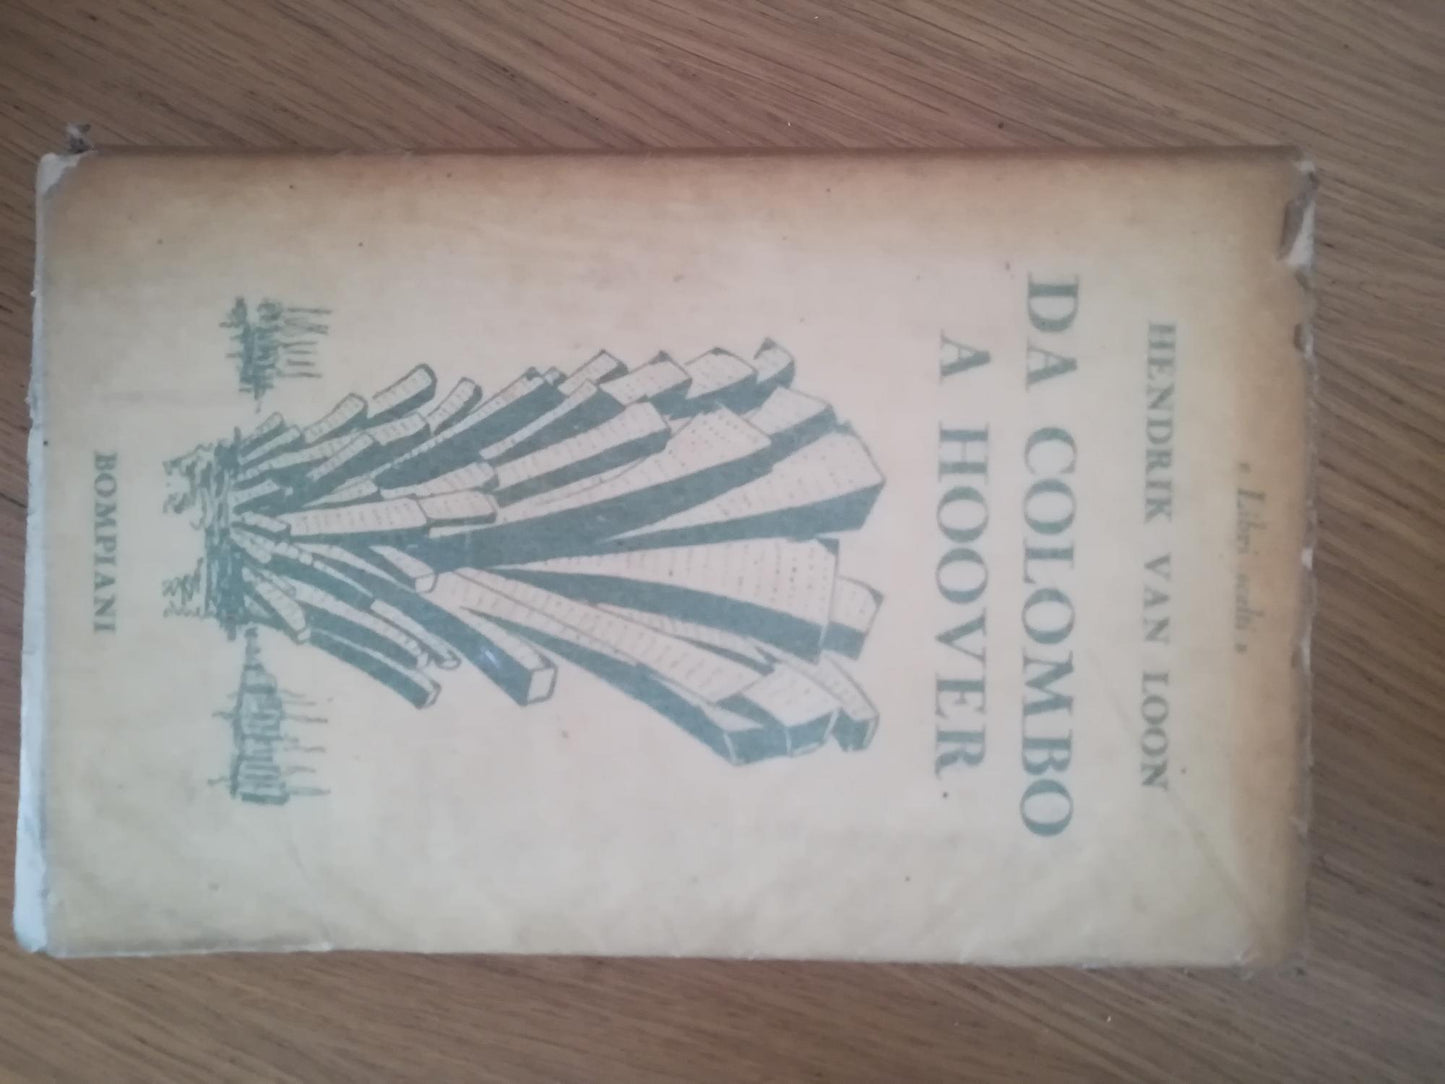 « Libri scelti »
HENDRIK VAN LOON
DA COLOMBO
A HOOVER
BOMPIANI